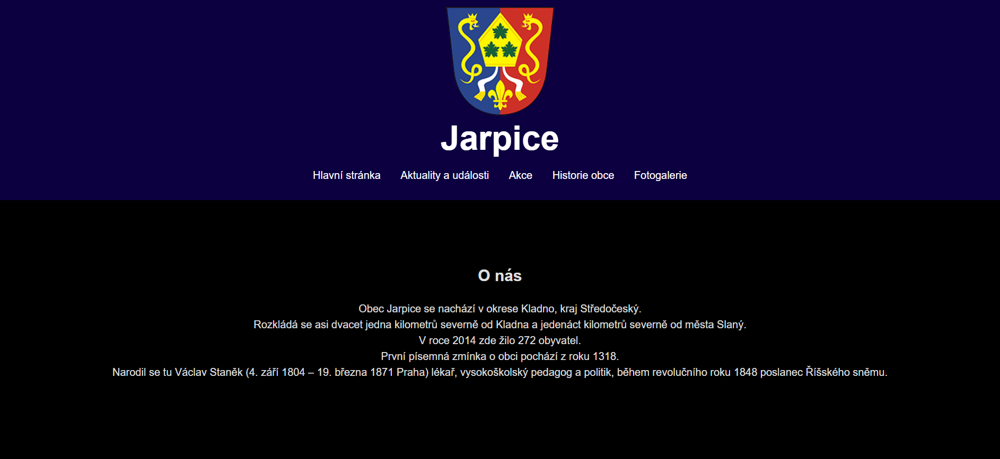 Jarpice
Hlavní stránka Aktuality a události Akce Historie obce Fotogalerie
O nás
Obec Jarpice se nachází v okrese Kladno, kraj Středočeský.
Rozkládá se asi dvacet jedna kilometrů severně od Kladna a jedenáct kilometrů severně od města Slaný.
V roce 2014 zde žilo 272 obyvatel.
První písemná zmínka o obci pochází z roku 1318.
Narodil se tu Václav Staněk (4. září 1804 – 19. března 1871 Praha) lékař, vysokoškolský pedagog a politik, během revolučního roku 1848 poslanec Říšského sněmu.